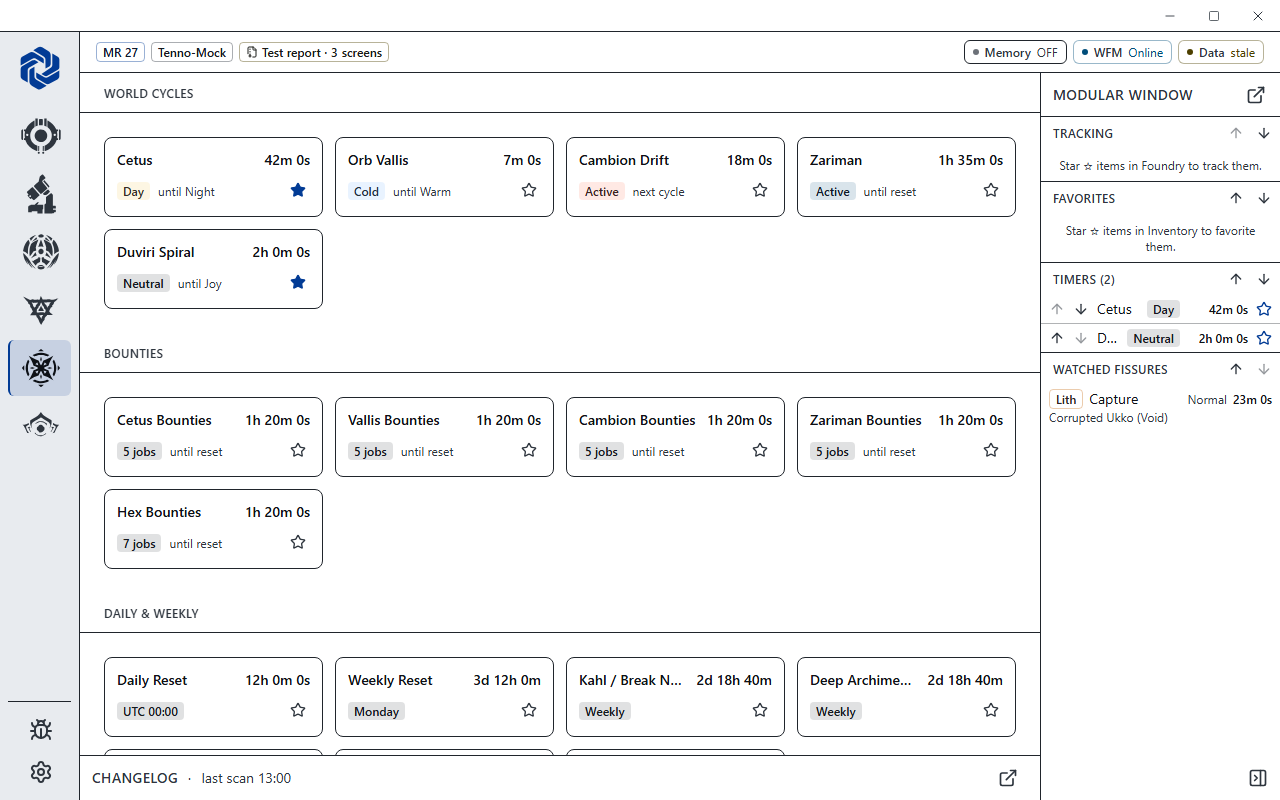 MR 27
Tenno-Mock
Test report · 3 screens
Memory OFF
WFM Online
Data stale
WORLD CYCLES
Cetus 42m 0s
Day until Night
Orb Vallis 7m 0s
Cold until Warm
Cambion Drift 18m 0s
Active next cycle
Zariman 1h 35m 0s
Active until reset
Duviri Spiral 2h 0m 0s
Neutral until Joy
BOUNTIES
Cetus Bounties 1h 20m 0s
5 jobs until reset
Vallis Bounties 1h 20m 0s
5 jobs until reset
Cambion Bounties 1h 20m 0s
5 jobs until reset
Zariman Bounties 1h 20m 0s
5 jobs until reset
Hex Bounties 1h 20m 0s
7 jobs until reset
DAILY & WEEKLY
Daily Reset 12h 0m 0s
UTC 00:00
Weekly Reset 3d 12h 0m
Monday
Kahl / Break N... 2d 18h 40m
Weekly
Deep Archime... 2d 18h 40m
Weekly
CHANGELOG · last scan 13:00
MODULAR WINDOW
TRACKING
Star ☆ items in Foundry to track them.
FAVORITES
Star ☆ items in Inventory to favorite
them.
TIMERS (2)
Cetus Day 42m 0s
D... Neutral 2h 0m 0s
WATCHED FISSURES
Lith Capture Normal 23m 0s
Corrupted Ukko (Void)